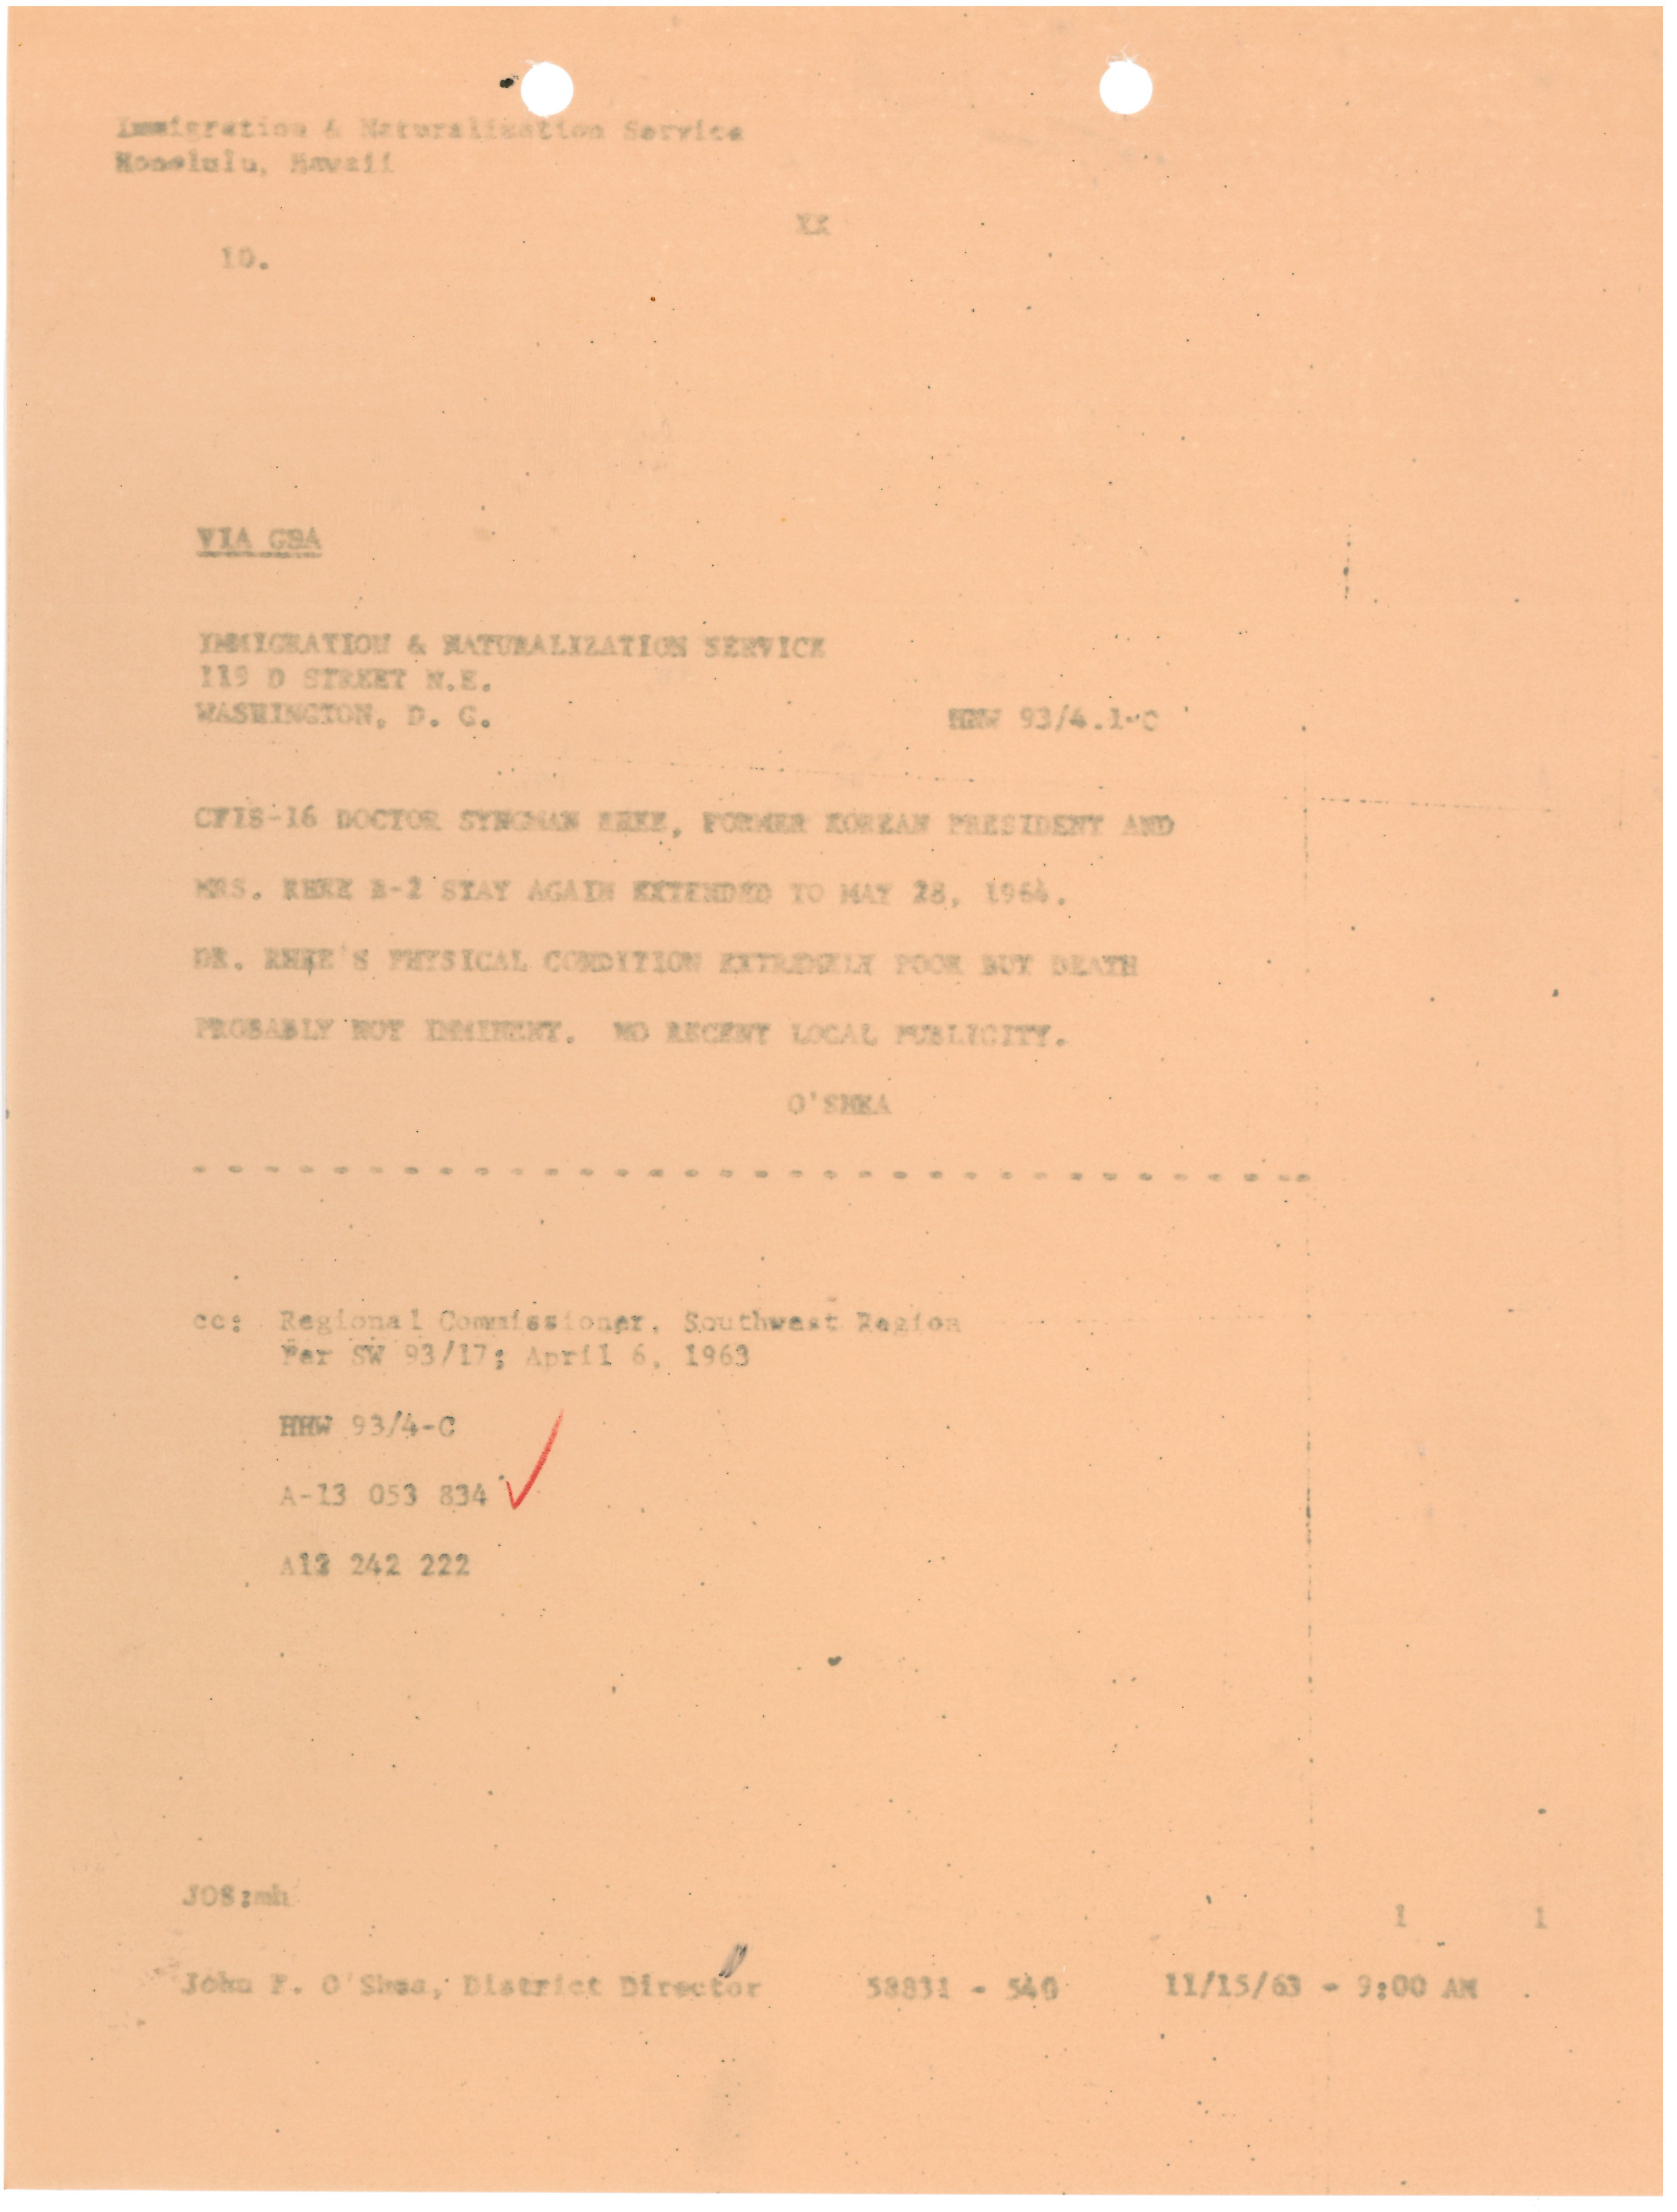 Immigration & Naturalization Service
Honolulu, Hawaii
XX
10.
VIA GSA
IMMIGRATION & NATURALIZATION SERVICE
119 D STREET N.E.
WASHINGTON, D. C.
HHW 93/4.1-C
CFIS-16 DOCTOR SYNGMAN RHEE, FORMER KOREAN PRESIDENT AND
MRS. RHEE B-2 STAY AGAIN EXTENDED TO MAY 28, 1964.
DR. RHEE'S PHYSICAL CONDITION EXTREMELY POOR BUT DEATH
PROBABLY NOT IMMINENT. NO RECENT LOCAL PUBLICITY.
O'SHEA
cc: Regional Commissioner, Southwest Region
Per SW 93/17; April 6, 1963
HHW 93/4-C
A-13 053 834
242 222
JOS:mh
1 1
John F. O'Shea, District Director 58831 - 540 11/15/63 - 9:00 AM